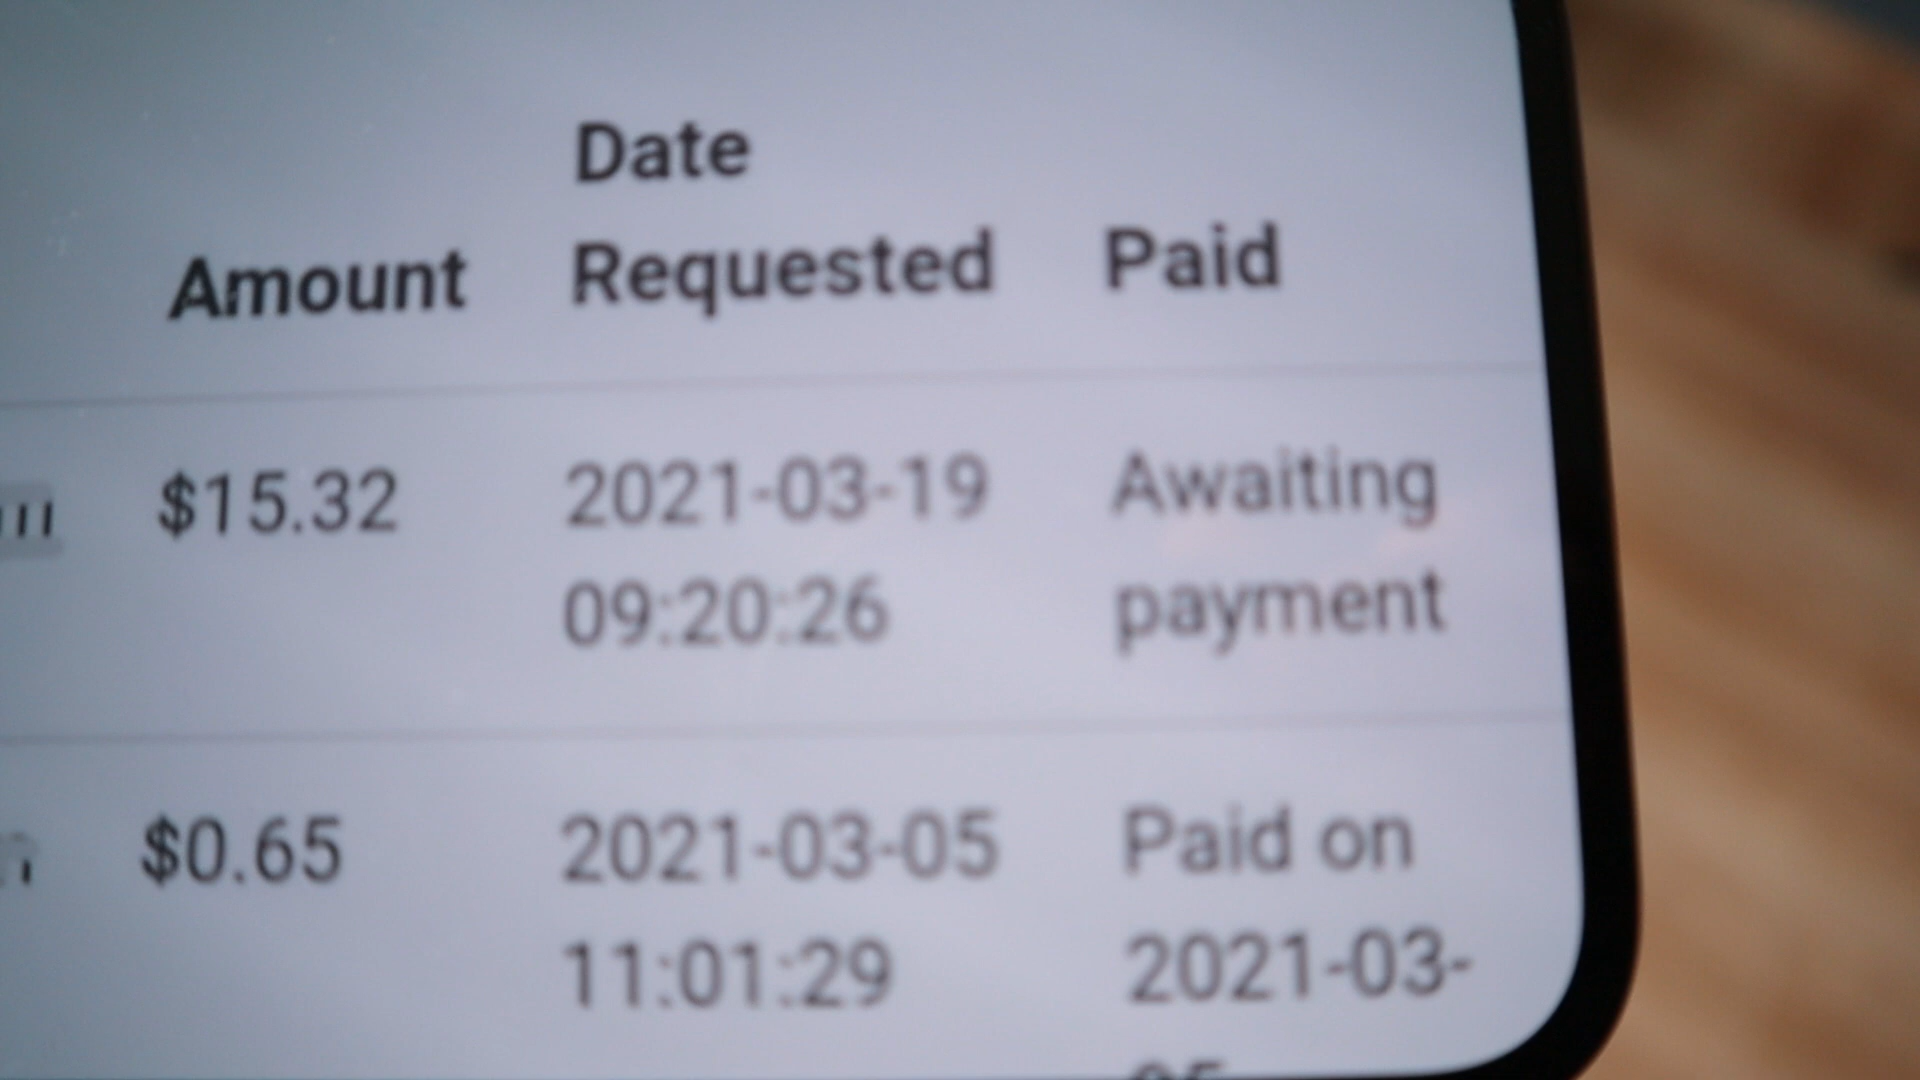 Date
Amount Requested Paid
$15.32 2021-03-19 Awaiting
09:20:26 payment
$0.65 2021-03-05 Paid on
11:01:29 2021-03-